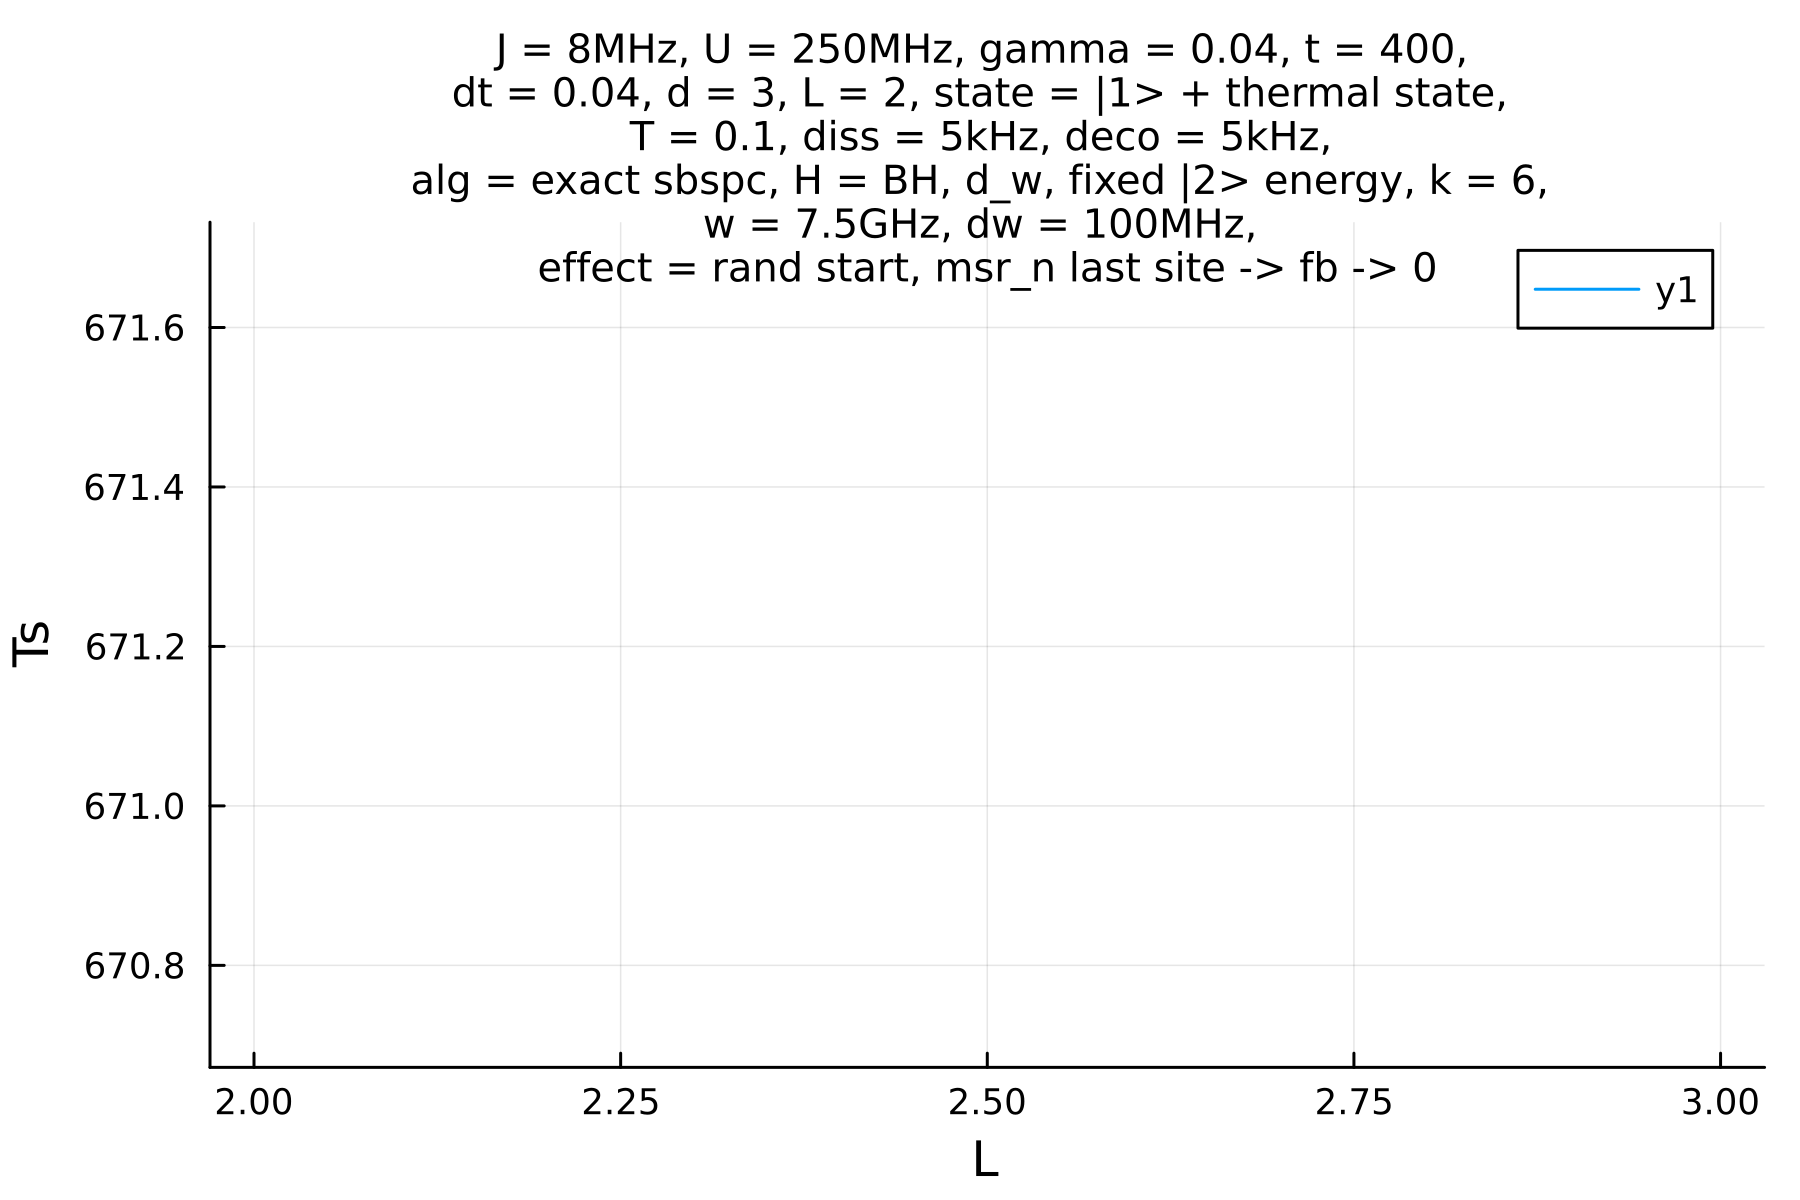 J = 8MHz, U = 250MHz, gamma = 0.04, t = 400,
dt = 0.04, d = 3, L = 2, state = |1> + thermal state,
T = 0.1, diss = 5kHz, deco = 5kHz,
alg = exact sbspc, H = BH, d_w, fixed |2> energy, k = 6,
w = 7.5GHz, dw = 100MHz,
effect = rand start, msr_n last site -> fb -> 0
y1
671.6
671.4
671.2
671.0
670.8
Ts
2.00 2.25 2.50 2.75 3.00
L